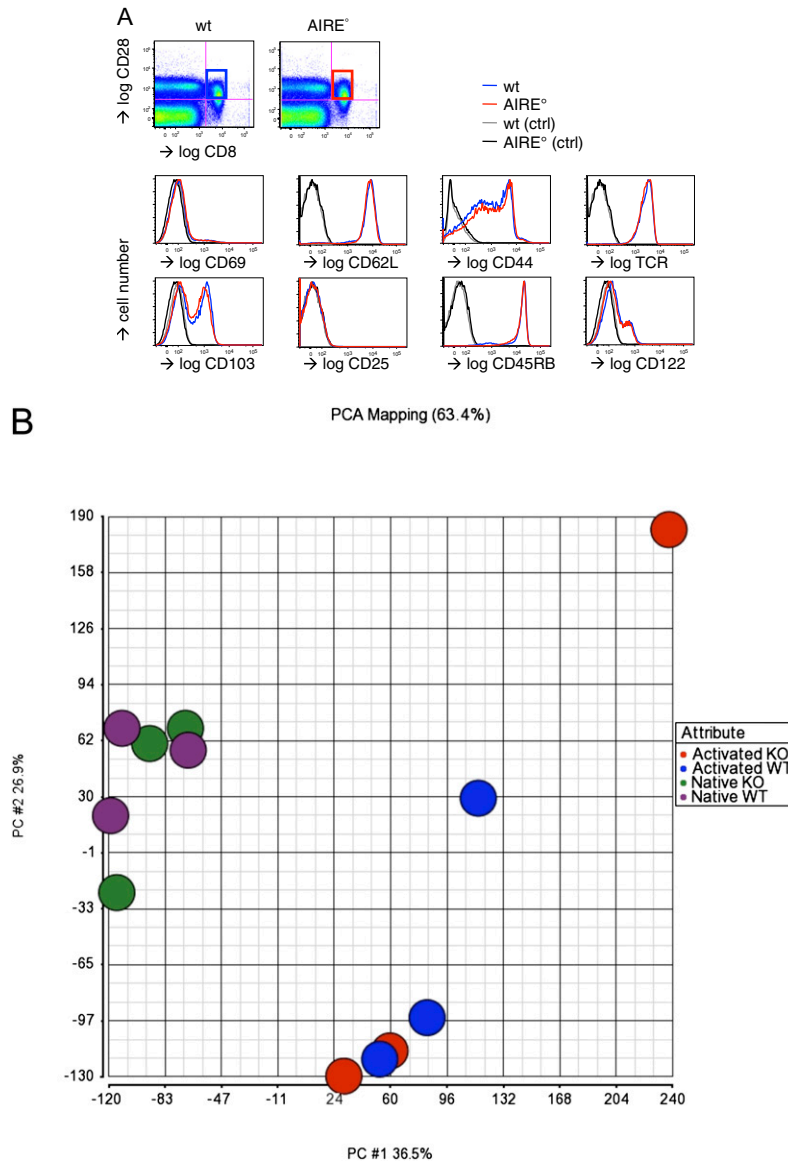 A
wt
AIRE°
→ log CD28
→ log CD8
wt
AIRE°
wt (ctrl)
AIRE° (ctrl)
→ cell number
→ log CD69
→ log CD62L
→ log CD44
→ log TCR
→ log CD103
→ log CD25
→ log CD45RB
→ log CD122
B
PCA Mapping (63.4%)
190
158
126
94
62
30
-1
-33
-65
-97
-130
-120 -83 -47 -11 24 60 96 132 168 204 240
PC #2 26.9%
PC #1 36.5%
Attribute
Activated KO
Activated WT
Native KO
Native WT